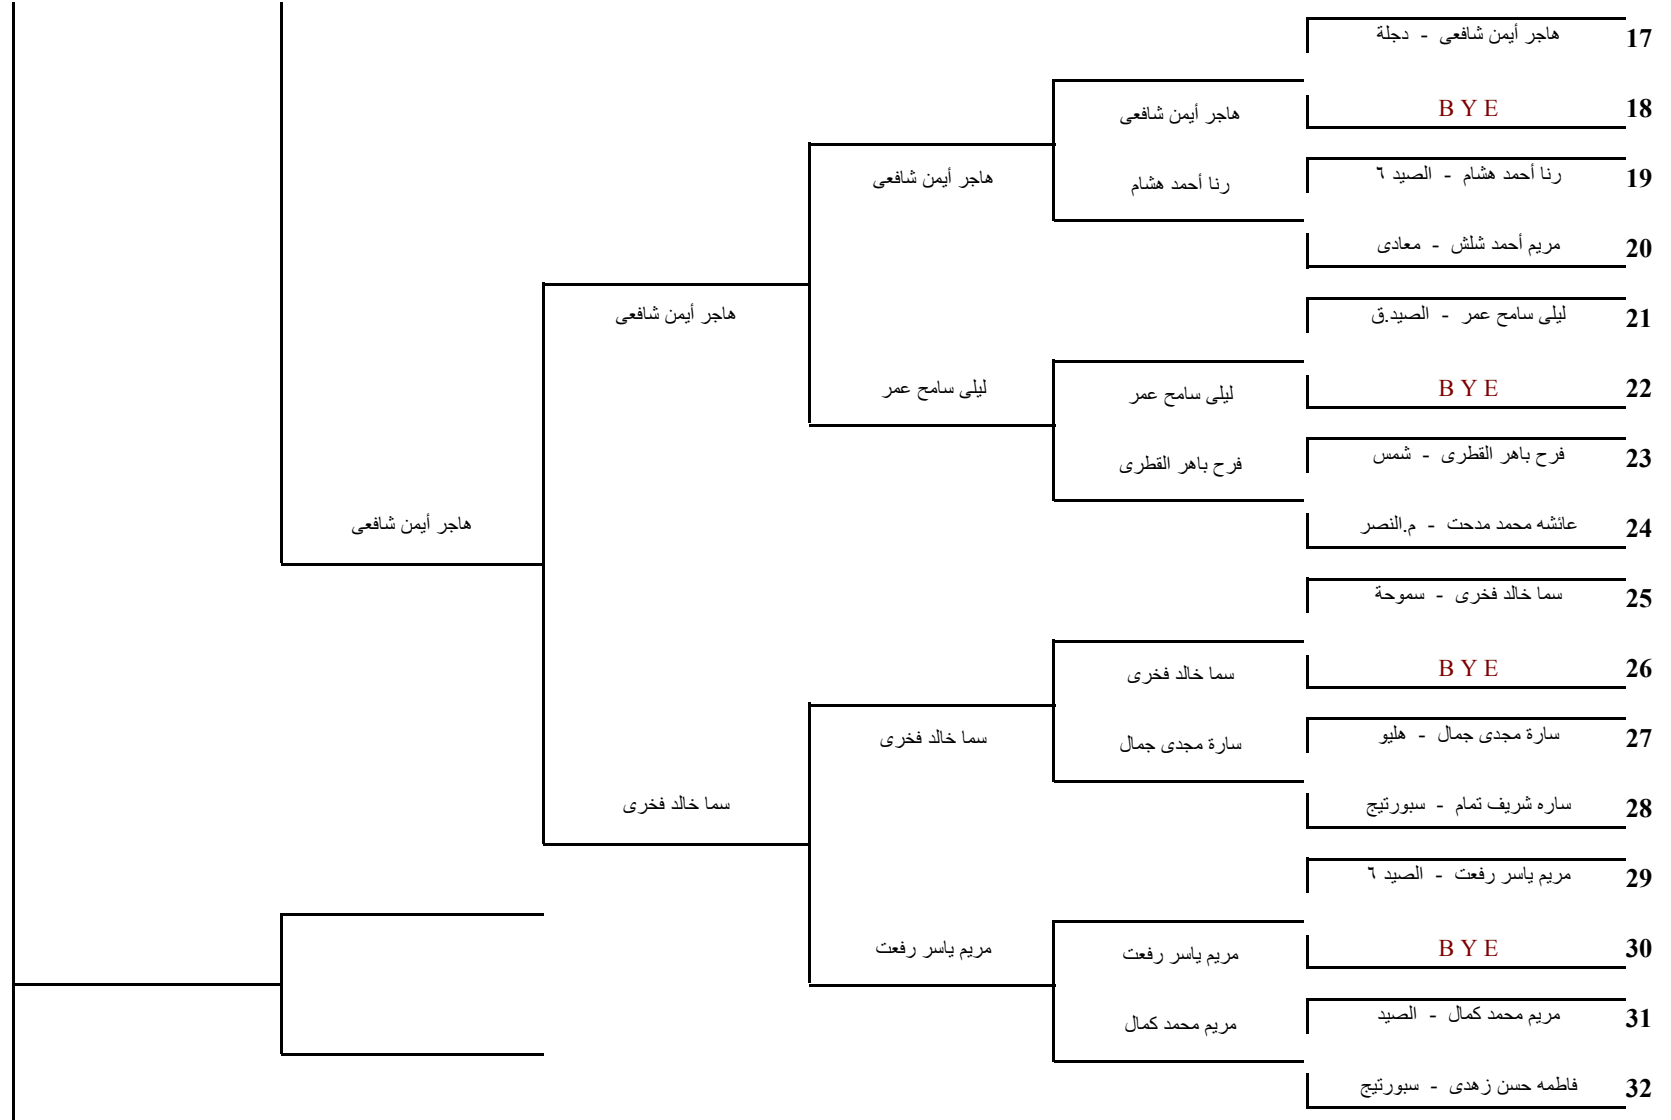 17 هاجر أيمن شافعى - دجلة
18 B Y E
هاجر أيمن شافعى
19 رنا أحمد هشام - الصيد ٦
هاجر أيمن شافعى
رنا أحمد هشام
20 مريم أحمد شلش - معادى
21 ليلى سامح عمر - الصيد.ق
هاجر أيمن شافعى
22 B Y E
ليلى سامح عمر
ليلى سامح عمر
23 فرح باهر القطرى - شمس
فرح باهر القطرى
24 عائشه محمد مدحت - م.النصر
هاجر أيمن شافعى
25 سما خالد فخرى - سموحة
26 B Y E
سما خالد فخرى
27 سارة مجدى جمال - هليو
سما خالد فخرى
سارة مجدى جمال
28 ساره شريف تمام - سبورتيج
سما خالد فخرى
29 مريم ياسر رفعت - الصيد ٦
30 B Y E
مريم ياسر رفعت
مريم ياسر رفعت
31 مريم محمد كمال - الصيد
مريم محمد كمال
32 فاطمه حسن زهدى - سبورتيج